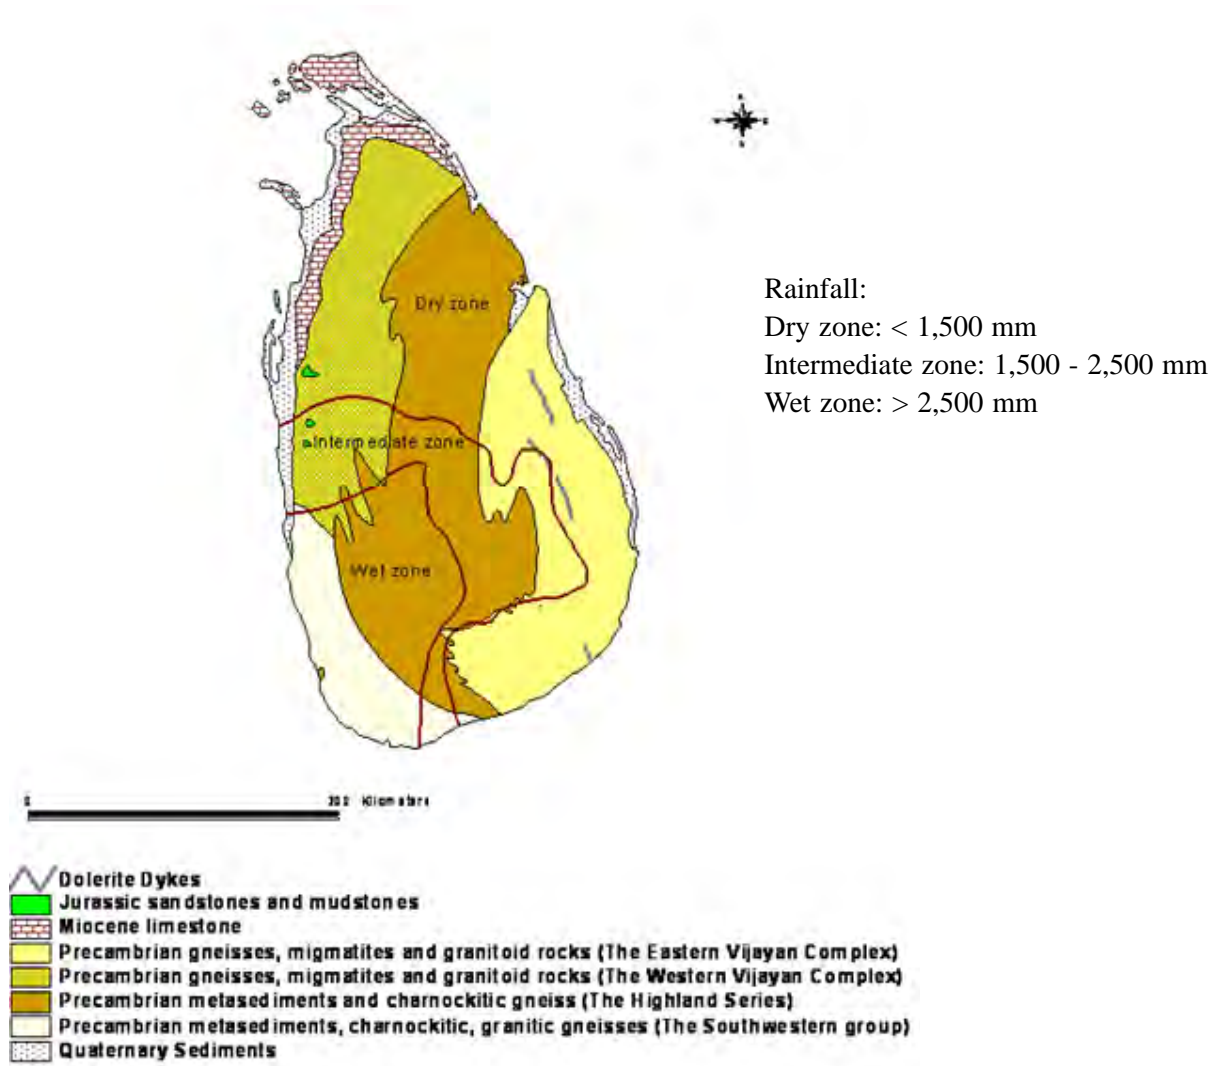 Dry zone
Rainfall:
Dry zone: < 1,500 mm
Intermediate zone: 1,500 - 2,500 mm
Wet zone: > 2,500 mm
Intermediate zone
Wet zone
Kilometers
Dolerite Dykes
Jurassic sandstones and mudstones
Miocene limestone
Precambrian gneisses, migmatites and granitoid rocks (The Eastern Vijayan Complex)
Precambrian gneisses, migmatites and granitoid rocks (The Western Vijayan Complex)
Precambrian metasediments and charnockitic gneiss (The Highland Series)
Precambrian metasediments, charnockitic, granitic gneisses (The Southwestern group)
Quaternary Sediments